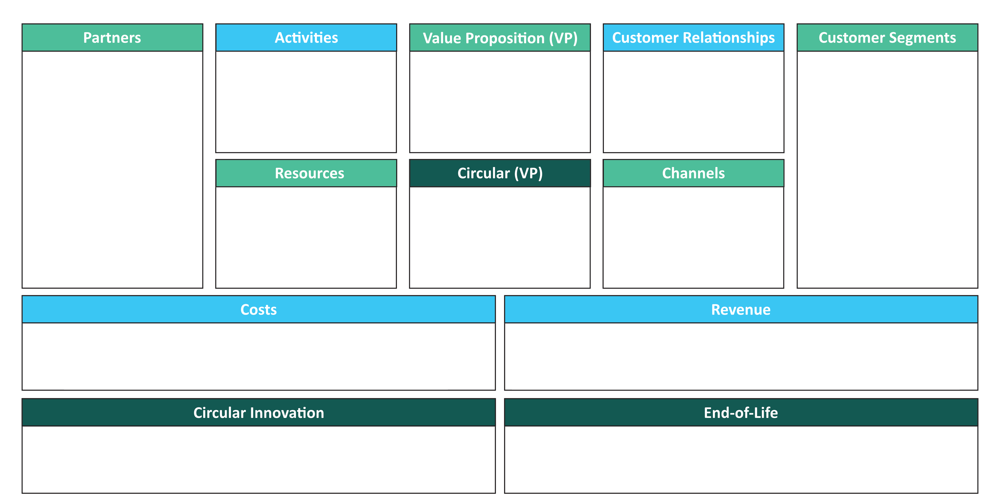 Partners
Activities
Value Proposition (VP)
Customer Relationships
Customer Segments
Resources
Circular (VP)
Channels
Costs
Revenue
Circular Innovation
End-of-Life